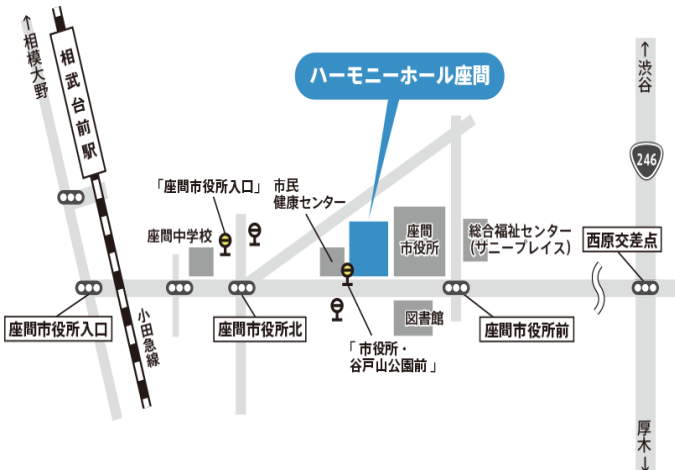 ↑相模大野
相武台前駅
ハーモニーホール座間
↑渋谷
246
「座間市役所入口」
市民
健康センター
座間中学校
座間
市役所
総合福祉センター
(サニープレイス)
西原交差点
座間市役所入口
小田急線
座間市役所北
図書館
座間市役所前
「市役所・
谷戸山公園前」
厚木↓